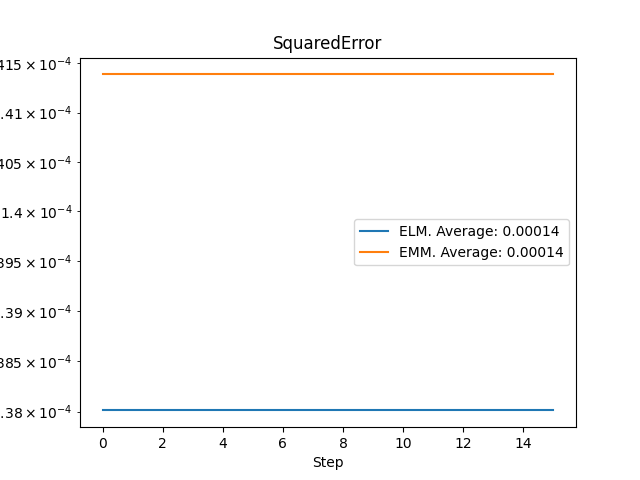 SquaredError
415 × 10⁻⁴
.41 × 10⁻⁴
405 × 10⁻⁴
1.4 × 10⁻⁴
395 × 10⁻⁴
.39 × 10⁻⁴
385 × 10⁻⁴
.38 × 10⁻⁴
ELM. Average: 0.00014
EMM. Average: 0.00014
0 2 4 6 8 10 12 14
Step